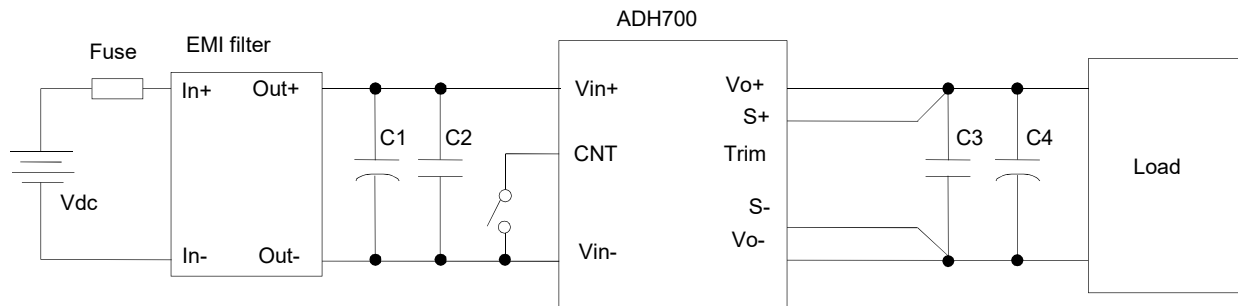 ADH700
Fuse
EMI filter
In+
Out+
Vin+
Vo+
S+
C1
C2
CNT
Trim
C3
C4
Load
Vdc
S-
In-
Out-
Vin-
Vo-